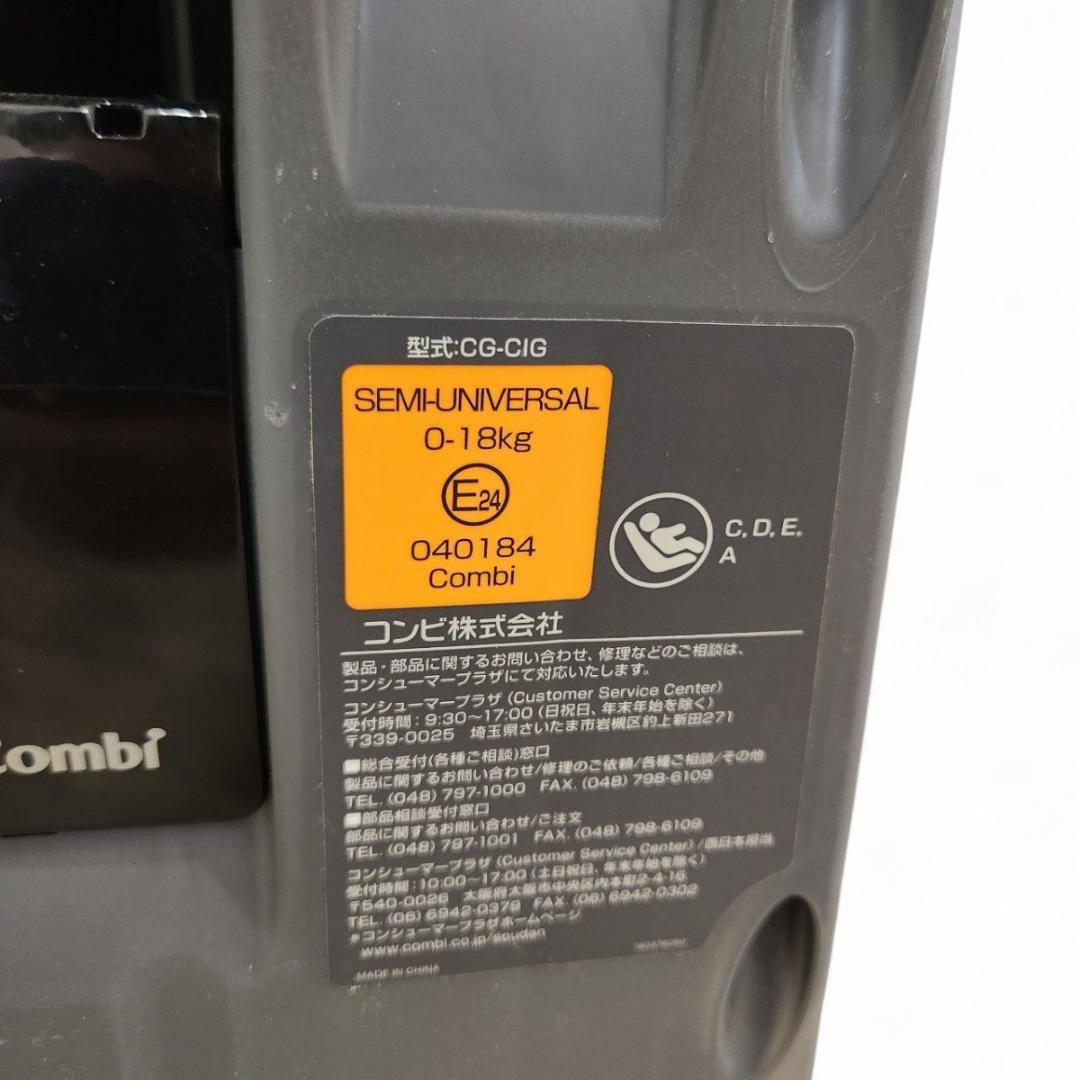 型式:CG-CIG
SEMI-UNIVERSAL
0-18kg
E24
040184
Combi
C, D, E,
A
コンビ株式会社
製品・部品に関するお問い合わせ、修理などのご相談は、
コンシューマープラザにて対応いたします。
コンシューマープラザ (Customer Service Center)
受付時間:9:30~17:00 (日祝日、年末年始を除く)
〒339-0025 埼玉県さいたま市岩槻区釣上新田271
■総合受付(各種ご相談)窓口
製品に関するお問い合わせ/修理のご依頼/各種ご相談/その他
TEL. (048) 797-1000 FAX. (048) 798-6109
■部品相談受付窓口
部品に関するお問い合わせ/ご注文
TEL. (048) 797-1001 FAX. (048) 798-6109
コンシューマープラザ (Customer Service Center) / 西日本担当
受付時間:10:00~17:00 (土日祝日、年末年始を除く)
〒540-0026 大阪府大阪市中央区内本町2-4-16
TEL. (06) 6942-0379 FAX. (06) 6942-0302
*コンシューマープラザホームページ
www.combi.co.jp/soudan
MADE IN CHINA
Combi